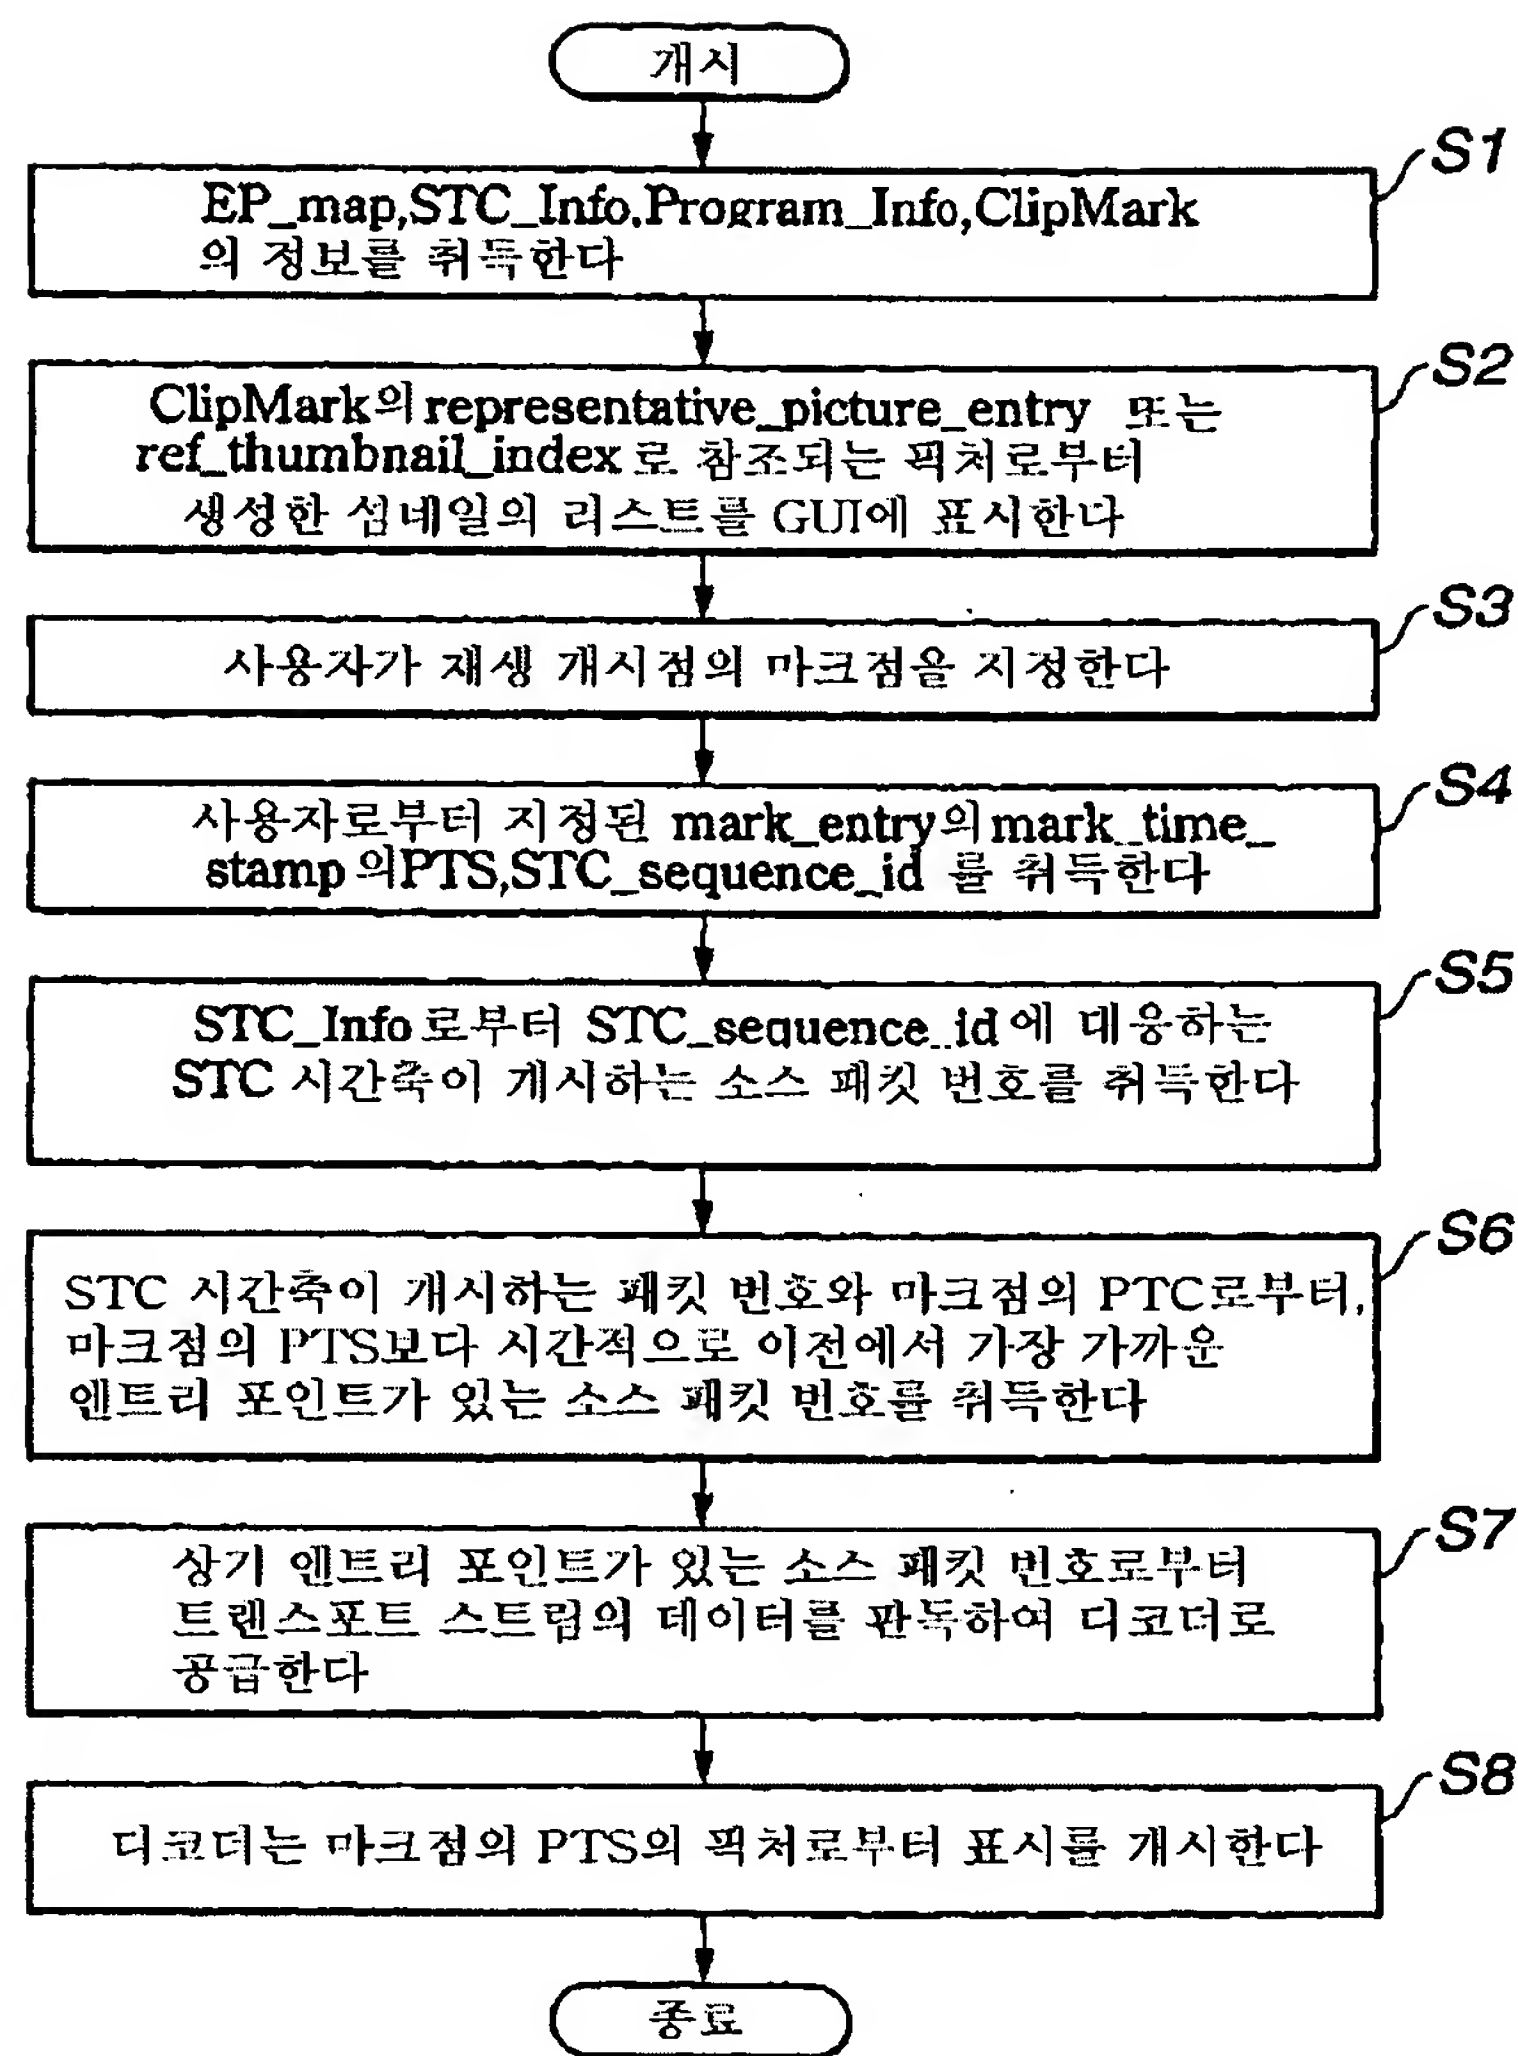 개시
S1
EP_map,STC_Info,Program_Info,ClipMark
의 정보를 취득한다
S2
ClipMark의 representative_picture_entry 또는
ref_thumbnail_index로 참조되는 픽처로부터
생성한 섬네일의 리스트를 GUI에 표시한다
S3
사용자가 재생 개시점의 마크점을 지정한다
S4
사용자로부터 지정된 mark_entry의 mark_time_
stamp의PTS,STC_sequence_id 를 취득한다
S5
STC_Info로부터 STC_sequence_id에 대응하는
STC 시간축이 개시하는 소스 패킷 번호를 취득한다
S6
STC 시간축이 개시하는 패킷 번호와 마크점의 PTC로부터,
마크점의 PTS보다 시간적으로 이전에서 가장 가까운
엔트리 포인트가 있는 소스 패킷 번호를 취득한다
S7
상기 엔트리 포인트가 있는 소스 패킷 번호로부터
트랜스포트 스트림의 데이터를 판독하여 디코더로
공급한다
S8
디코더는 마크점의 PTS의 픽처로부터 표시를 개시한다
종료